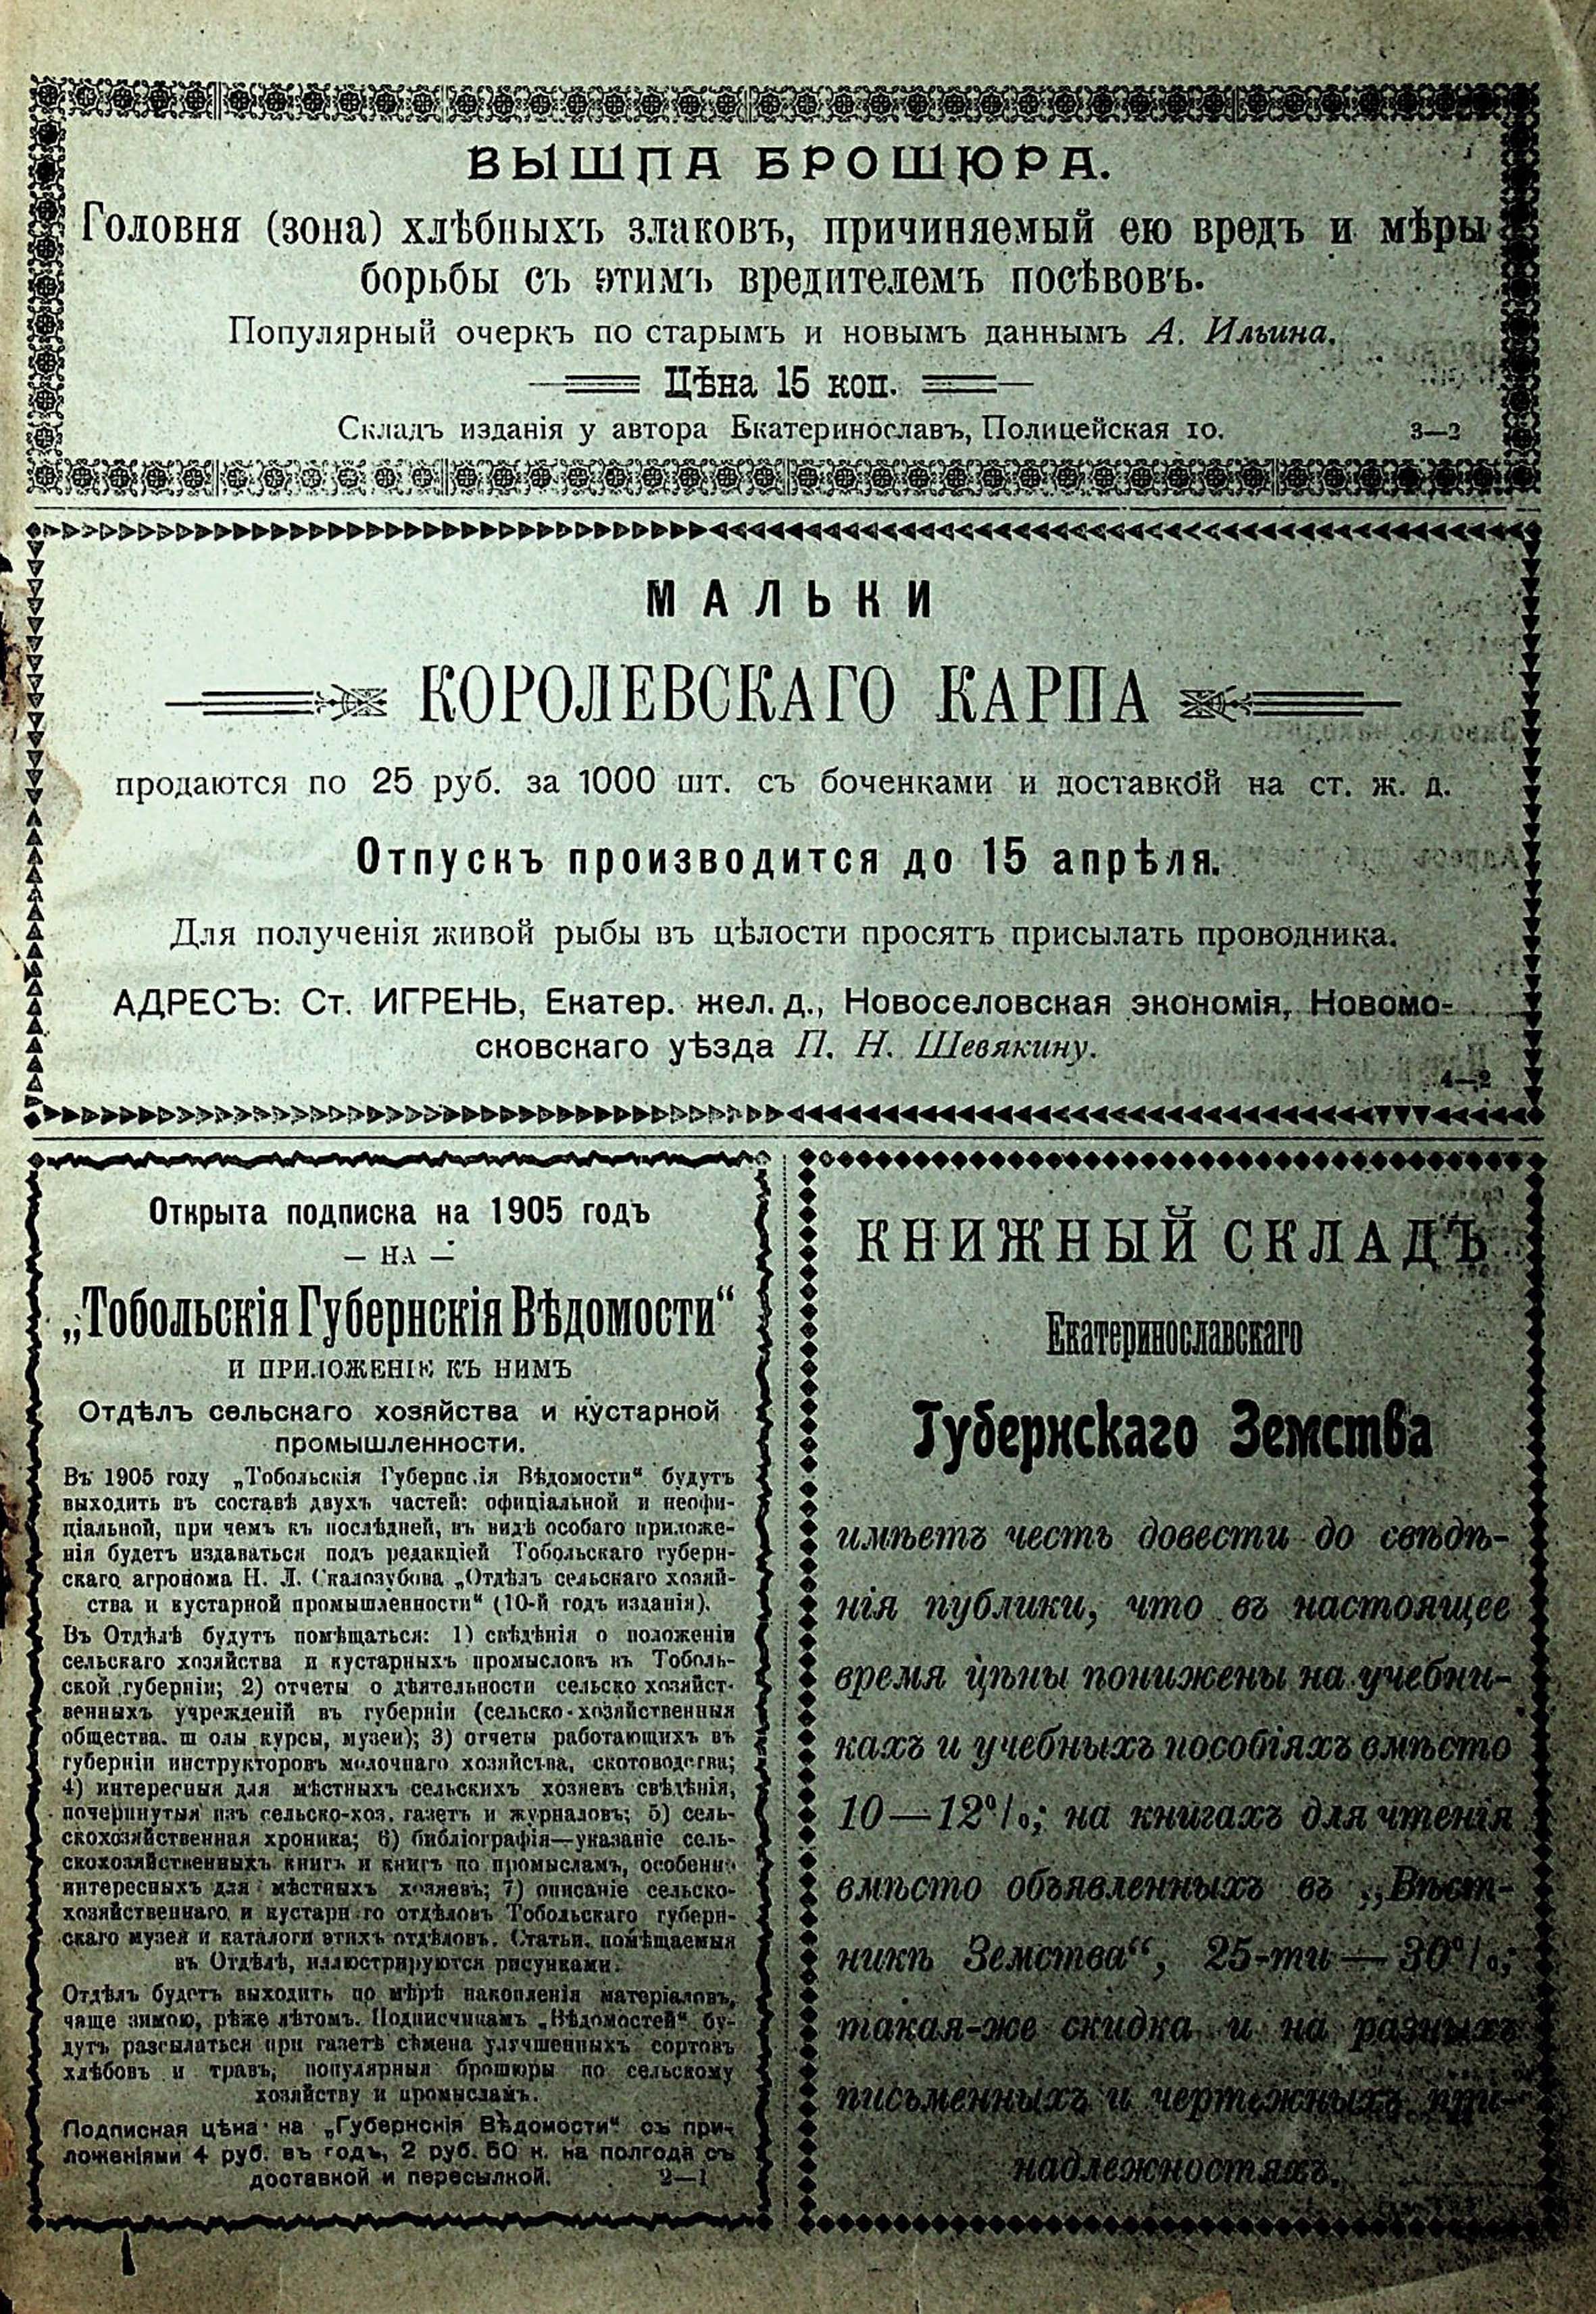 ВЫШЛА БРОШЮРА.
Головня (зона) хлѣбныхъ злаковъ, причиняемый ею вредъ и мѣры
борьбы съ этимъ вредителемъ посѣвовъ.
Популярный очеркъ по старымъ и новымъ даннымъ А. Ильина.
Цѣна 15 коп.
Складъ изданія у автора Екатеринославъ, Полицейская 10.
3—2
МАЛЬКИ
КОРОЛЕВСКАГО КАРПА
продаются по 25 руб. за 1000 шт. съ боченками и доставкой на ст. ж. д.
Отпускъ производится до 15 апрѣля.
Для полученія живой рыбы въ цѣлости просятъ присылать проводника.
АДРЕСЪ: Ст. ИГРЕНЬ, Екатер. жел. д., Новоселовская экономія, Новомо-
сковскаго уѣзда П. Н. Шевякину.
4—2
Открыта подписка на 1905 годъ
— НА —
„Тобольскія Губернскія Вѣдомости“
И ПРИЛОЖЕНІЕ КЪ НИМЪ
Отдѣлъ сельскаго хозяйства и кустарной
промышленности.
Въ 1905 году „Тобольскія Губернс ія Вѣдомости“ будутъ
выходить въ составѣ двухъ частей: офиціальной и неофи-
ціальной, при чемъ къ послѣдней, въ видѣ особаго приложе-
нія будетъ издаваться подъ редакціей Тобольскаго губерн-
скаго агронома Н. Л. Скалозубова „Отдѣлъ сельскаго хозяй-
ства и кустарной промышленности“ (10-й годъ изданія).
Въ Отдѣлѣ будутъ помѣщаться: 1) свѣдѣнія о положеніи
сельскаго хозяйства и кустарныхъ промысловъ въ Тоболь-
ской губерніи; 2) отчеты о дѣятельности сельско хозяйст-
венныхъ учрежденій въ губерніи (сельско-хозяйственныя
общества. ш олы курсы, музеи); 3) отчеты работающихъ въ
губерніи инструкторовъ молочнаго хозяйства, скотоводства;
4) интересныя для мѣстныхъ сельскихъ хозяевъ свѣдѣнія,
почерпнутыя изъ сельско-хоз. газетъ и журналовъ; 5) сель-
скохозяйственная хроника; 6) библіографія—указаніе сель-
скохозяйственныхъ книгъ и книгъ по промысламъ, особенно
интересныхъ для мѣстныхъ хозяевъ; 7) описаніе сельско-
хозяйственнаго и кустарн го отдѣловъ Тобольскаго губерн-
скаго музея и каталоги этихъ отдѣловъ. Статьи, помѣщаемыя
въ Отдѣлѣ, иллюстрируются рисунками.
Отдѣлъ будетъ выходить по мѣрѣ накопленія матеріаловъ,
чаще зимою, рѣже лѣтомъ. Подписчикамъ „Вѣдомостей“ бу-
дутъ разсылаться при газетѣ сѣмена улучшенныхъ сортовъ
хлѣбовъ и травъ, популярныя брошюры по сельскому
хозяйству и промысламъ.
Подписная цѣна на „Губернскія Вѣдомости“ съ при-
ложеніями 4 руб. въ годъ, 2 руб. 50 к. на полгода съ
доставкой и пересылкой. 2—1
КНИЖНЫЙ СКЛАДЪ
Екатеринославскаго
Губернскаго Земства
имѣетъ честь довести до свѣдѣ-
нія публики, что въ настоящее
время цѣны понижены на учебни-
кахъ и учебныхъ пособіяхъ вмѣсто
10—12%; на книгахъ для чтенія
вмѣсто объявленныхъ въ „Вѣст-
никѣ Земства“, 25-ти—30%;
такая-же скидка и на разныхъ
письменныхъ и чертежныхъ при-
надлежностяхъ.